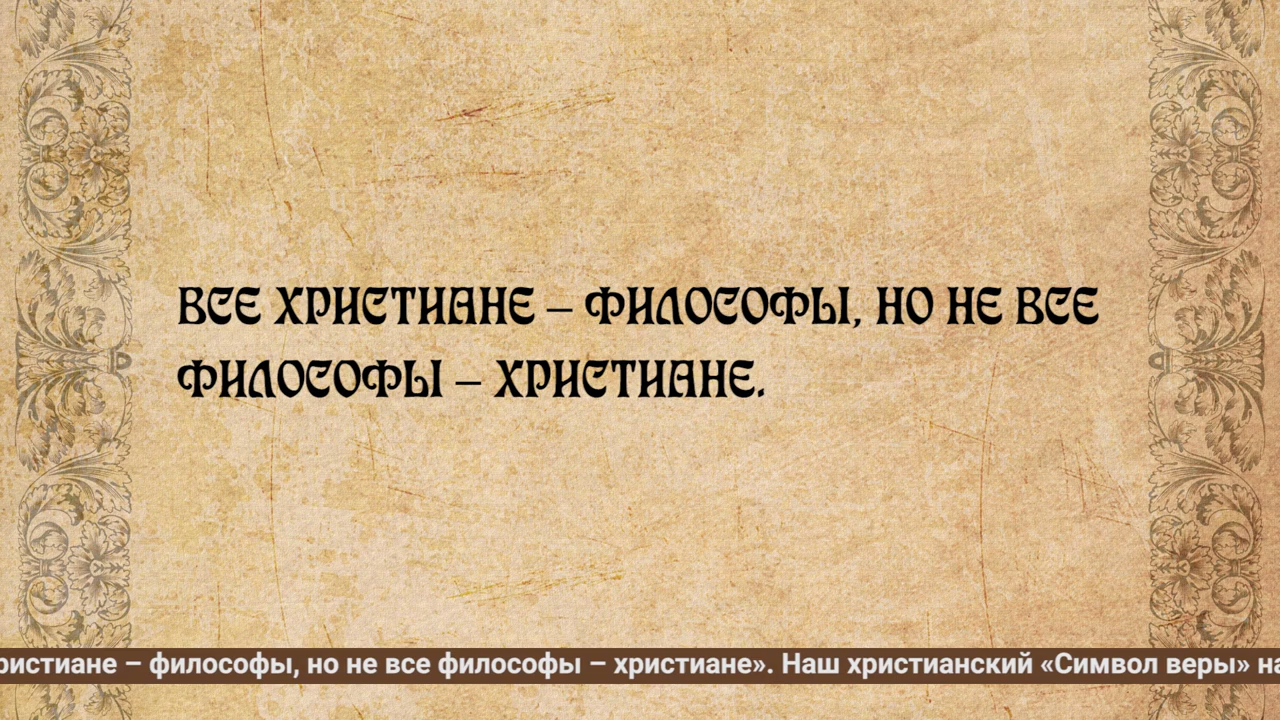 ВСЕ ХРИСТИАНЕ – ФИЛОСОФЫ, НО НЕ ВСЕ
ФИЛОСОФЫ – ХРИСТИАНЕ.
ристиане – философы, но не все философы – христиане». Наш христианский «Символ веры» на